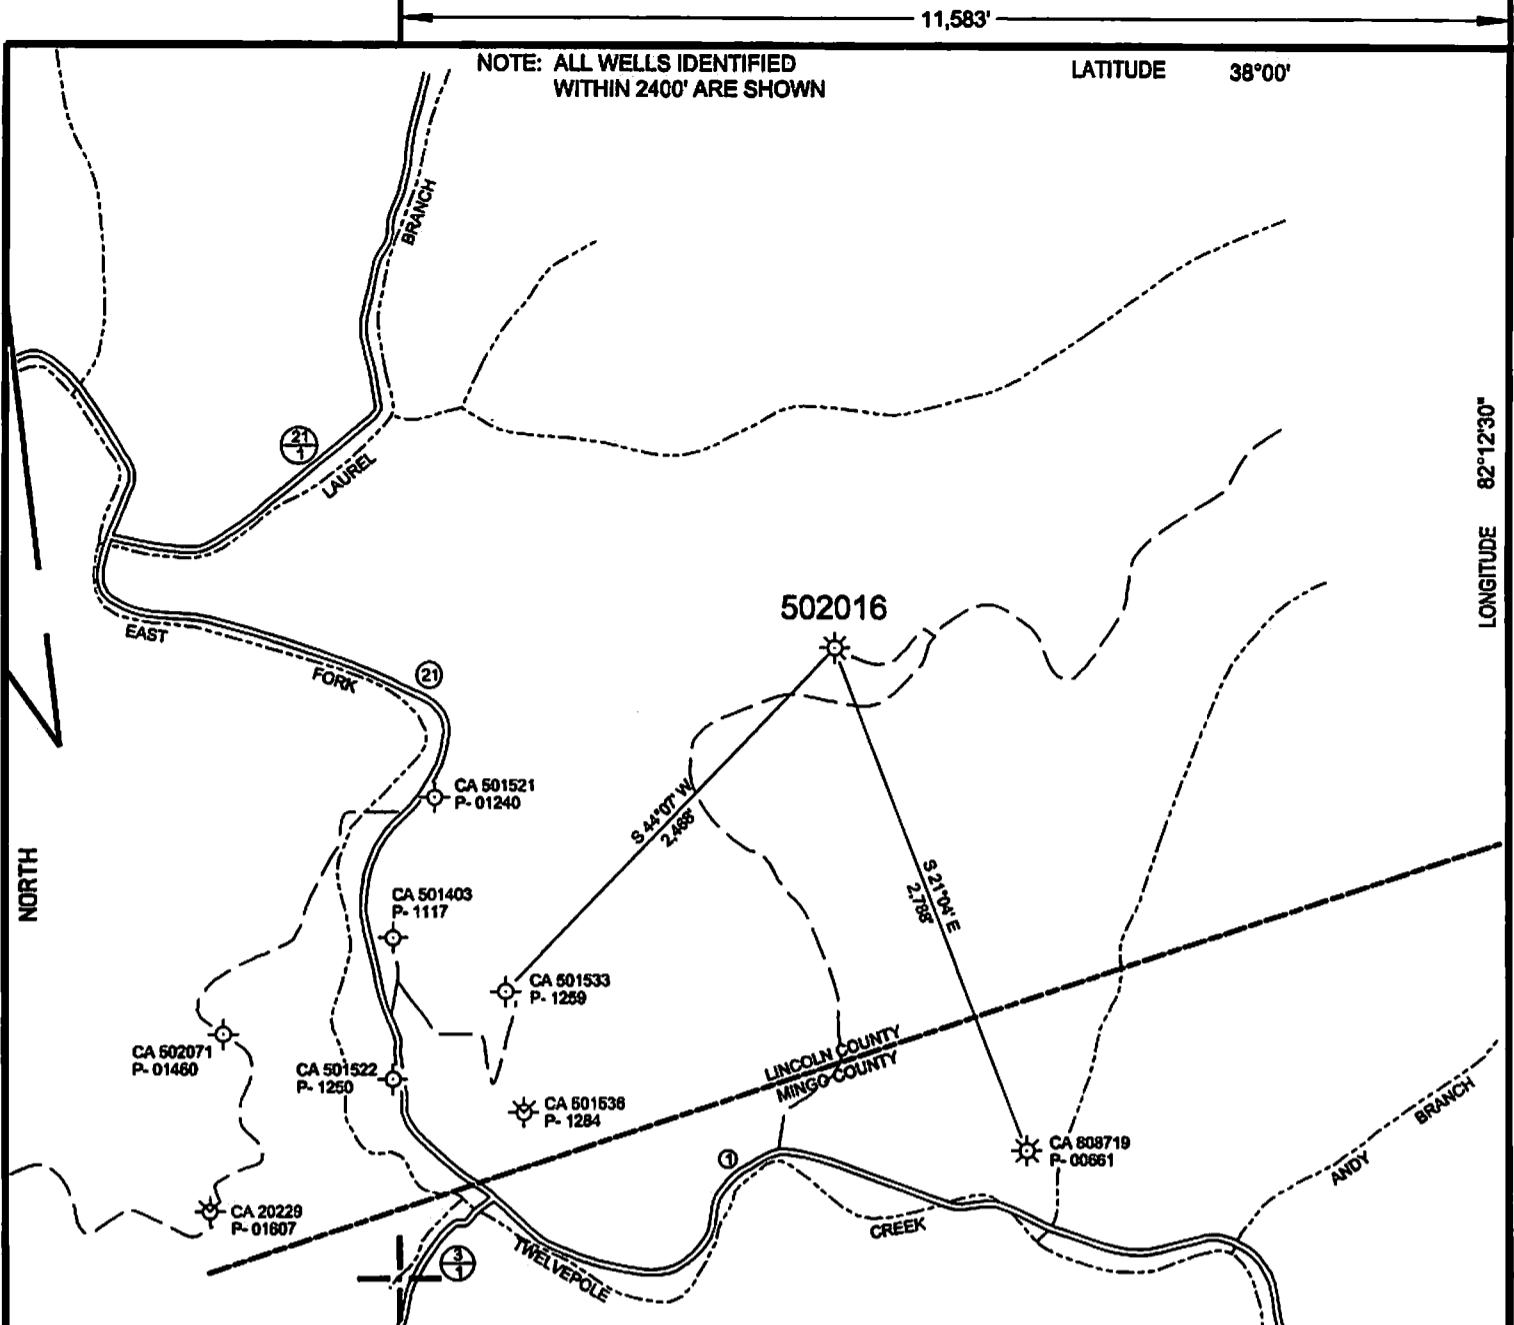 11,583'
NOTE: ALL WELLS IDENTIFIED
WITHIN 2400' ARE SHOWN
LATITUDE 38°00'
BRANCH
LONGITUDE 82°12'30"
21
1
LAUREL
502016
EAST
FORK
21
CA 501521
P- 01240
S 44°07' W
2,468'
NORTH
CA 501403
P- 1117
S 21°04' E
2,788'
CA 501533
P- 1259
CA 502071
P- 01460
CA 501522
P- 1250
LINCOLN COUNTY
MINGO COUNTY
CA 501536
P- 1284
BRANCH
ANDY
CA 808719
P- 00661
1
CA 20229
P- 01607
CREEK
3
1
TWELVEPOLE